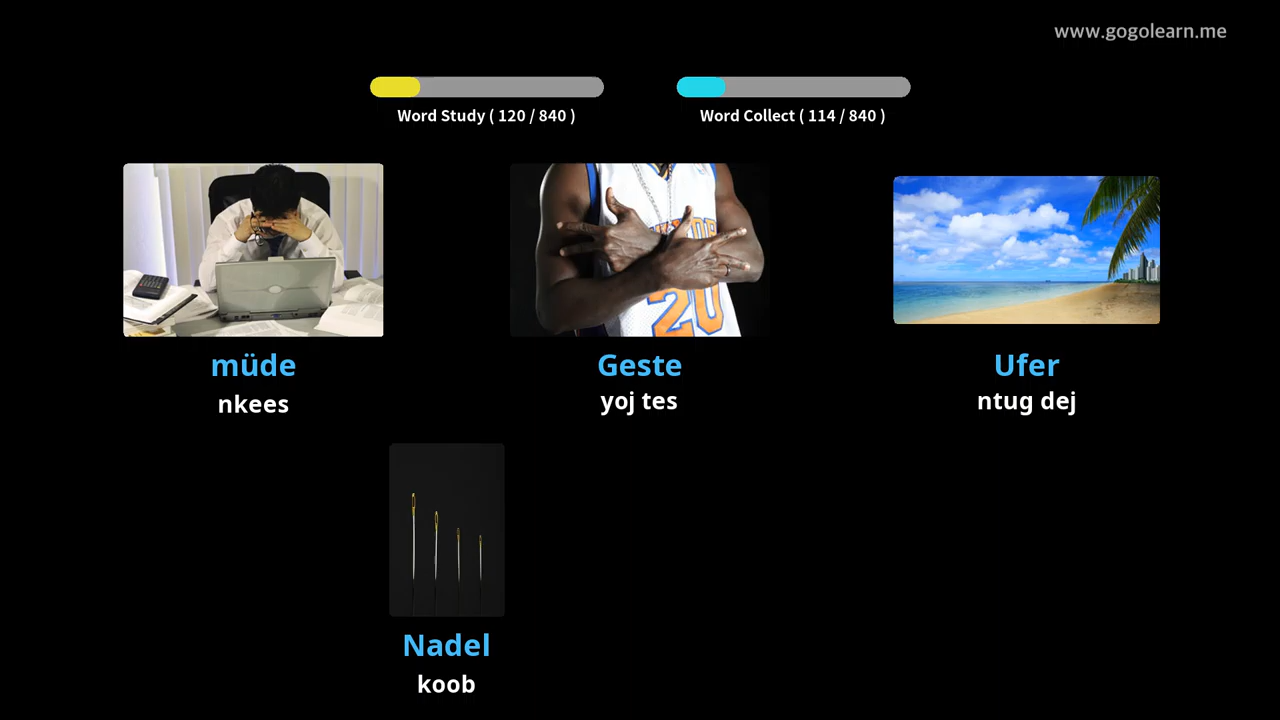 www.gogolearn.me
Word Study ( 120 / 840 )
Word Collect ( 114 / 840 )
20
müde
nkees
Geste
yoj tes
Ufer
ntug dej
Nadel
koob